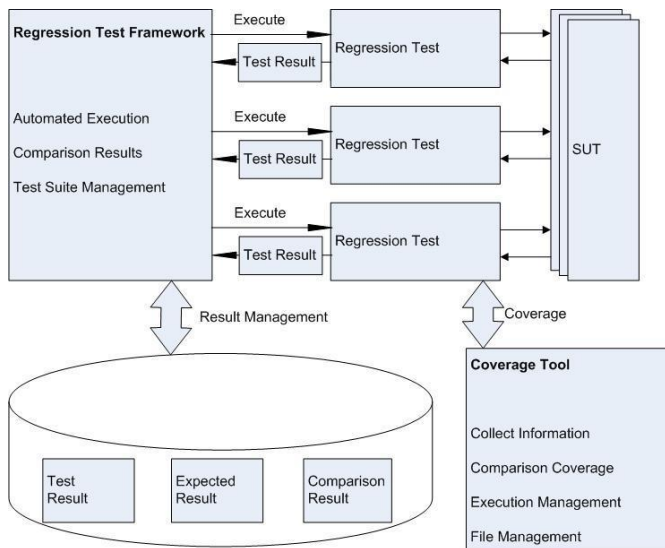 Regression Test Framework
Automated Execution
Comparison Results
Test Suite Management
Execute
Test Result
Regression Test
Execute
Test Result
Regression Test
Execute
Test Result
Regression Test
SUT
Result Management
Coverage
Test
Result
Expected
Result
Comparison
Result
Coverage Tool
Collect Information
Comparison Coverage
Execution Management
File Management